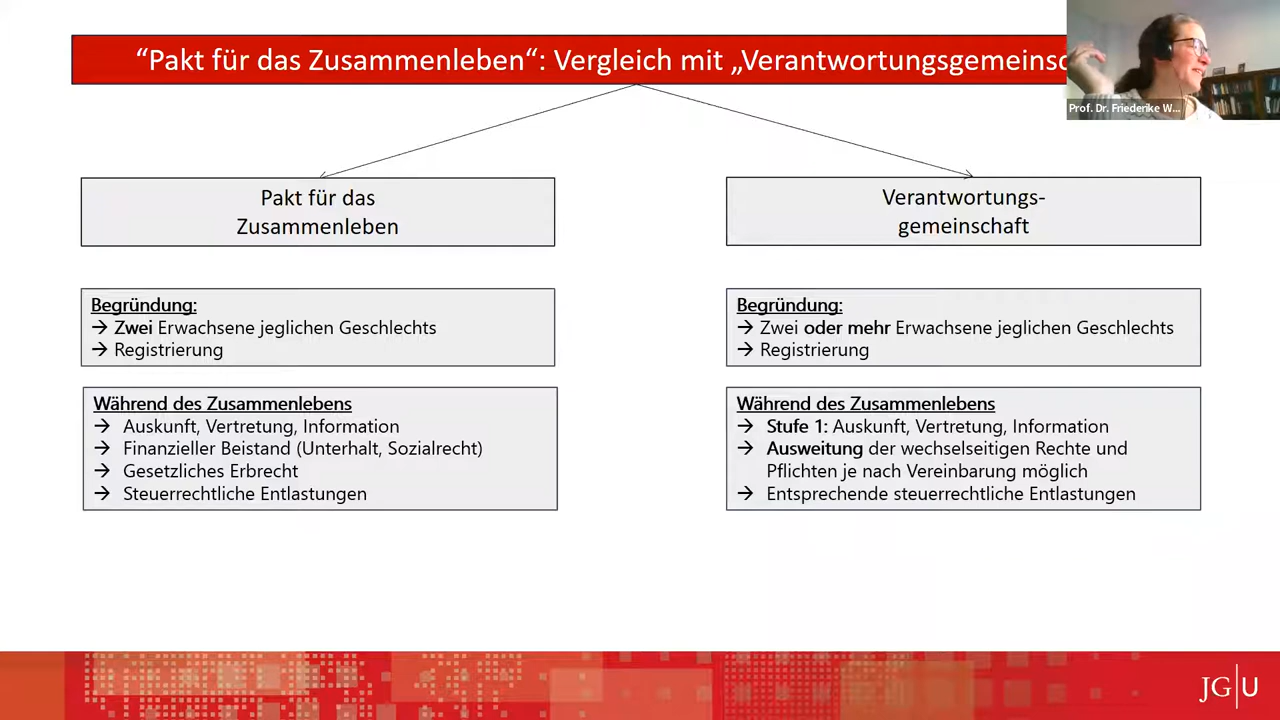 “Pakt für das Zusammenleben“: Vergleich mit „Verantwortungsgemeinsc
Prof. Dr. Friederike W...
Pakt für das
Zusammenleben
Verantwortungs-
gemeinschaft
Begründung:
→ Zwei Erwachsene jeglichen Geschlechts
→ Registrierung
Begründung:
→ Zwei oder mehr Erwachsene jeglichen Geschlechts
→ Registrierung
Während des Zusammenlebens
→ Auskunft, Vertretung, Information
→ Finanzieller Beistand (Unterhalt, Sozialrecht)
→ Gesetzliches Erbrecht
→ Steuerrechtliche Entlastungen
Während des Zusammenlebens
→ Stufe 1: Auskunft, Vertretung, Information
→ Ausweitung der wechselseitigen Rechte und
Pflichten je nach Vereinbarung möglich
→ Entsprechende steuerrechtliche Entlastungen
JG|U